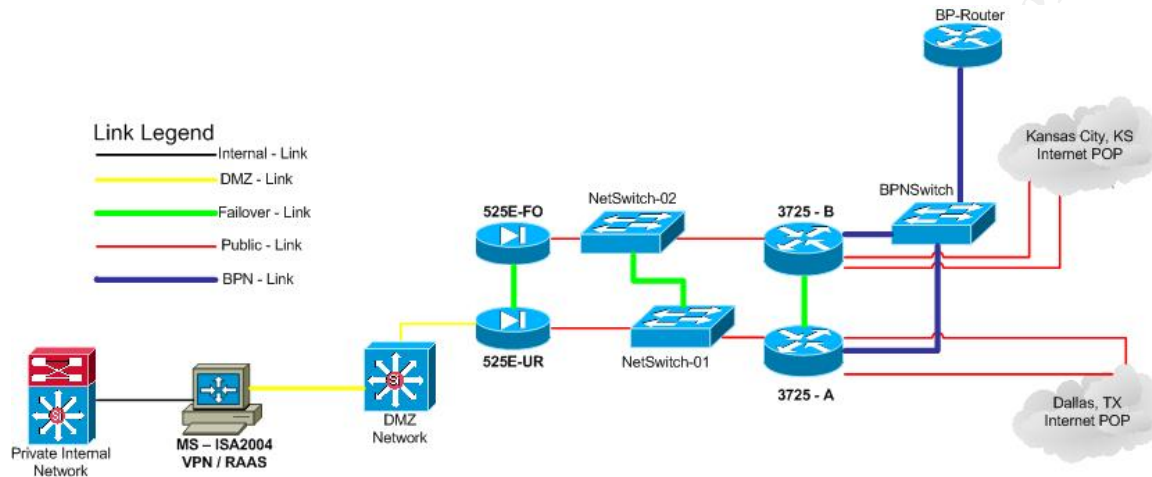 BP-Router
Link Legend
Internal - Link
DMZ - Link
Failover - Link
Public - Link
BPN - Link
Kansas City, KS
Internet POP
BPNSwitch
525E-FO
NetSwitch-02
3725 - B
525E-UR
NetSwitch-01
3725 - A
Si
DMZ
Network
Si
Private Internal
Network
MS – ISA2004
VPN / RAAS
Dallas, TX
Internet POP